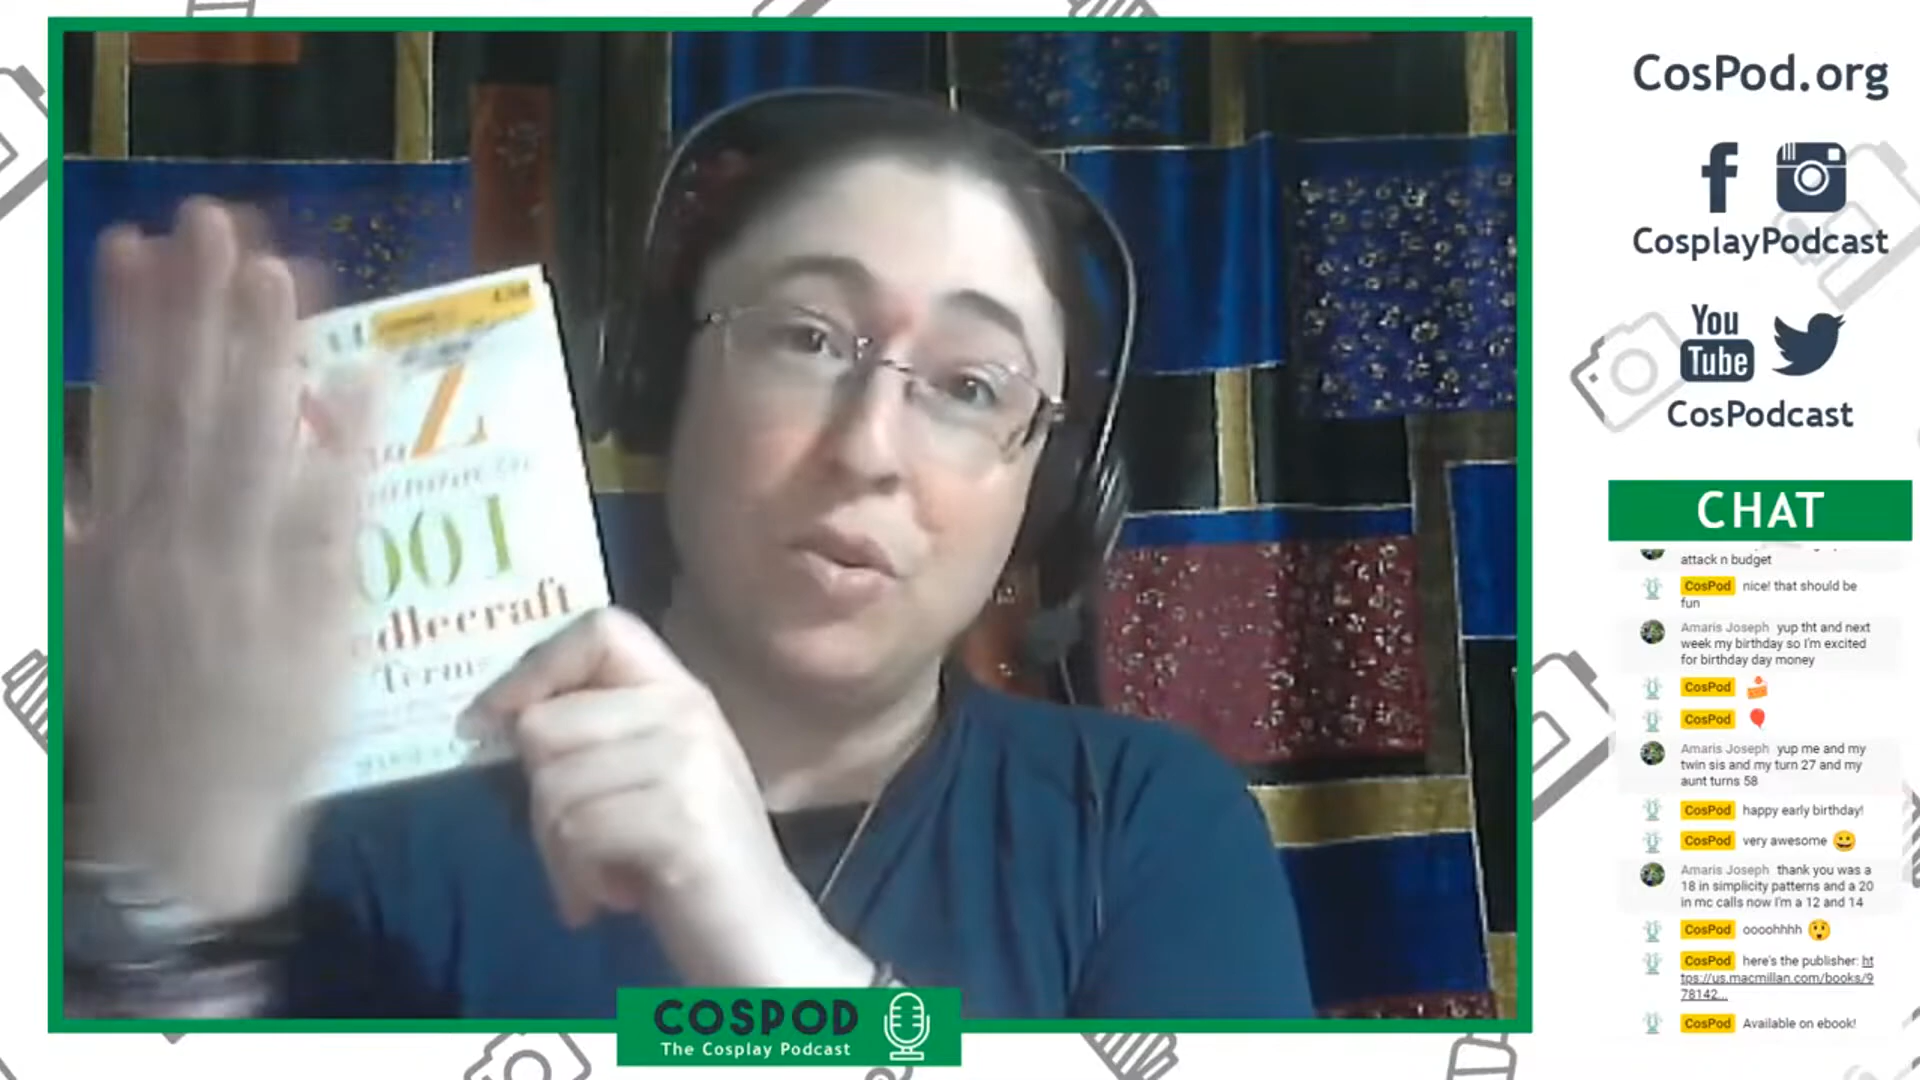 Z
001
dlecraft
Terms
COSPOD
The Cosplay Podcast
CosPod.org
CosplayPodcast
You
Tube
CosPodcast
CHAT
attack n budget
CosPod nice! that should be
fun
Amaris Joseph yup tht and next
week my birthday so I'm excited
for birthday day money
CosPod
CosPod
Amaris Joseph yup me and my
twin sis and my turn 27 and my
aunt turns 58
CosPod happy early birthday!
CosPod very awesome
Amaris Joseph thank you was a
18 in simplicity patterns and a 20
in mc calls now I'm a 12 and 14
CosPod oooohhhh
CosPod here's the publisher: ht
tps://us.macmillan.com/books/9
78142...
CosPod Available on ebook!